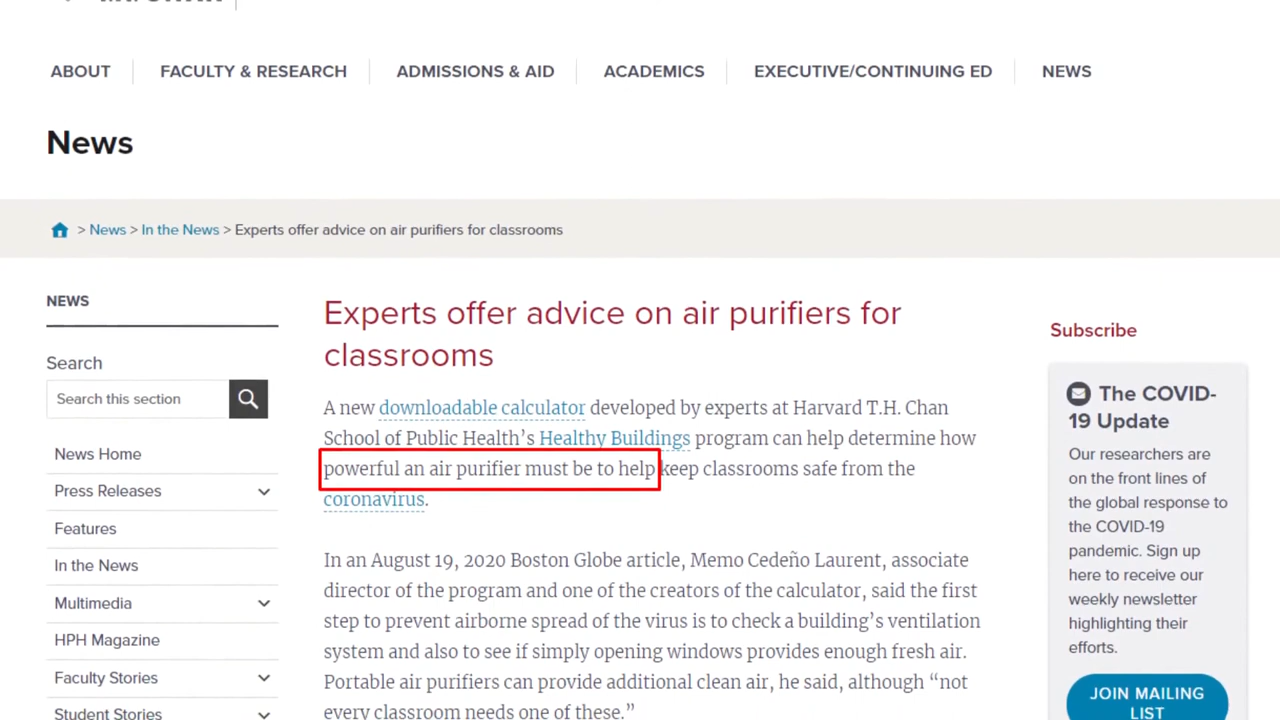 ABOUT
FACULTY & RESEARCH
ADMISSIONS & AID
ACADEMICS
EXECUTIVE/CONTINUING ED
NEWS
News
> News > In the News > Experts offer advice on air purifiers for classrooms
NEWS
Search
Search this section
News Home
Press Releases
Features
In the News
Multimedia
HPH Magazine
Faculty Stories
Student Stories
Experts offer advice on air purifiers for
classrooms
A new downloadable calculator developed by experts at Harvard T.H. Chan
School of Public Health’s Healthy Buildings program can help determine how
powerful an air purifier must be to help keep classrooms safe from the
coronavirus.
In an August 19, 2020 Boston Globe article, Memo Cedeño Laurent, associate
director of the program and one of the creators of the calculator, said the first
step to prevent airborne spread of the virus is to check a building’s ventilation
system and also to see if simply opening windows provides enough fresh air.
Portable air purifiers can provide additional clean air, he said, although “not
every classroom needs one of these.”
Subscribe
The COVID-
19 Update
Our researchers are
on the front lines of
the global response to
the COVID-19
pandemic. Sign up
here to receive our
weekly newsletter
highlighting their
efforts.
JOIN MAILING
LIST